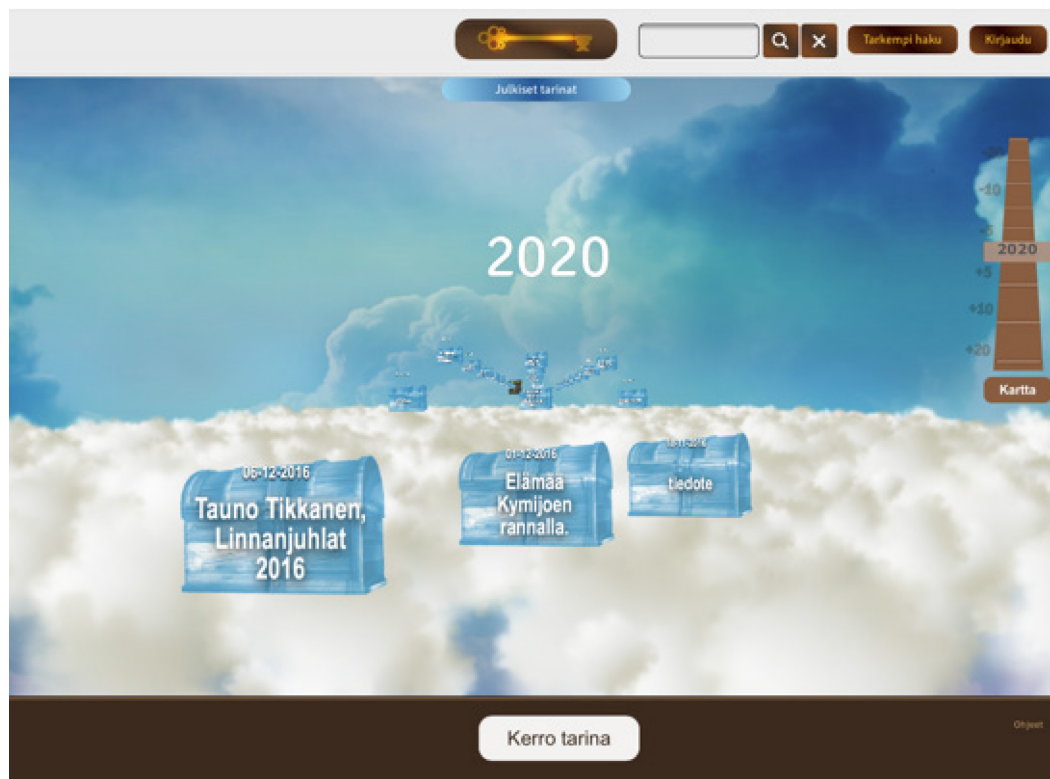 Tarkempi haku
Kirjaudu
Julkiset tarinat
2020
-10
2020
+5
+10
+20
Kartta
06-12-2016
Tauno Tikkanen,
Linnanjuhlat
2016
01-12-2016
Elämää
Kymijoen
rannalla.
tiedote
Kerro tarina
Ohjeet